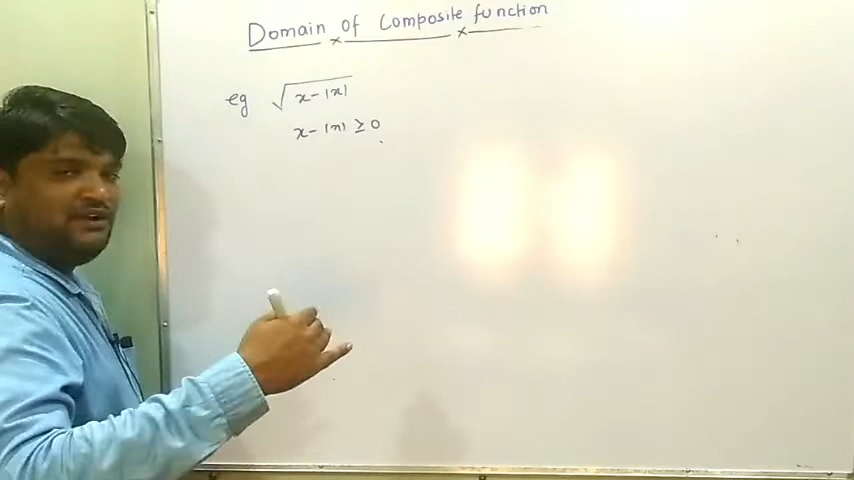 Domain of Composite function
eg √x-|x|
x-|x| ≥ 0